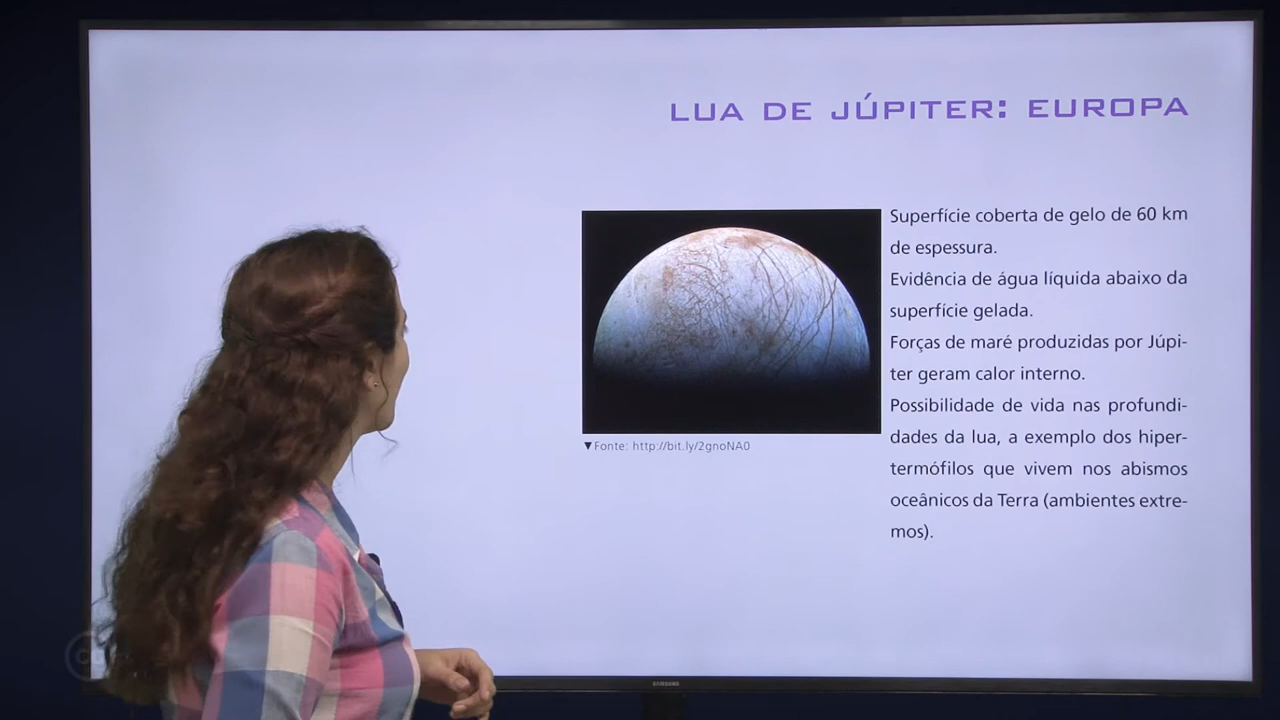 LUA DE JÚPITER: EUROPA
Superfície coberta de gelo de 60 km
de espessura.
Evidência de água líquida abaixo da
superfície gelada.
Forças de maré produzidas por Júpi-
ter geram calor interno.
Possibilidade de vida nas profundi-
dades da lua, a exemplo dos hiper-
termófilos que vivem nos abismos
oceânicos da Terra (ambientes extre-
mos).
▼Fonte: http://bit.ly/2gnoNA0
SAMSUNG